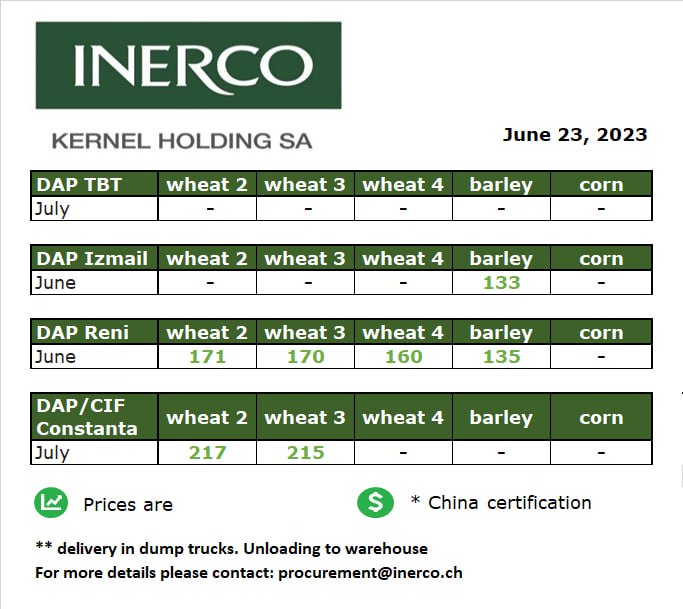 INERCO
KERNEL HOLDING SA
June 23, 2023
DAP TBT wheat 2 wheat 3 wheat 4 barley corn
July - - - - -
DAP Izmail wheat 2 wheat 3 wheat 4 barley corn
June - - - 133 -
DAP Reni wheat 2 wheat 3 wheat 4 barley corn
June 171 170 160 135 -
DAP/CIF
Constanta wheat 2 wheat 3 wheat 4 barley corn
July 217 215 - - -
Prices are
$ * China certification
** delivery in dump trucks. Unloading to warehouse
For more details please contact: procurement@inerco.ch